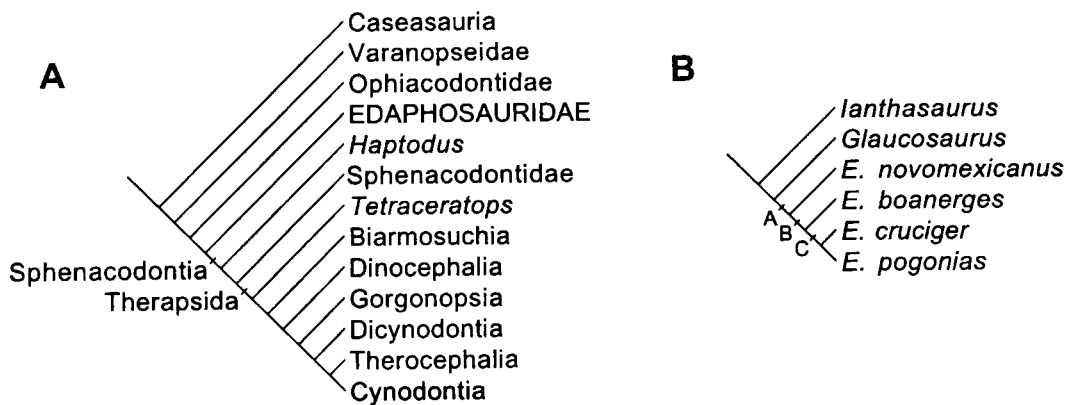 A
Caseasauria
Varanopseidae
Ophiacodontidae
EDAPHOSAURIDAE
Haptodus
Sphenacodontidae
Tetraceratops
Biarmosuchia
Dinocephalia
Gorgonopsia
Dicynodontia
Therocephalia
Cynodontia
Sphenacodontia
Therapsida
B
Ianthasaurus
Glaucosaurus
E. novomexicanus
E. boanerges
E. cruciger
E. pogonias
A
B
C